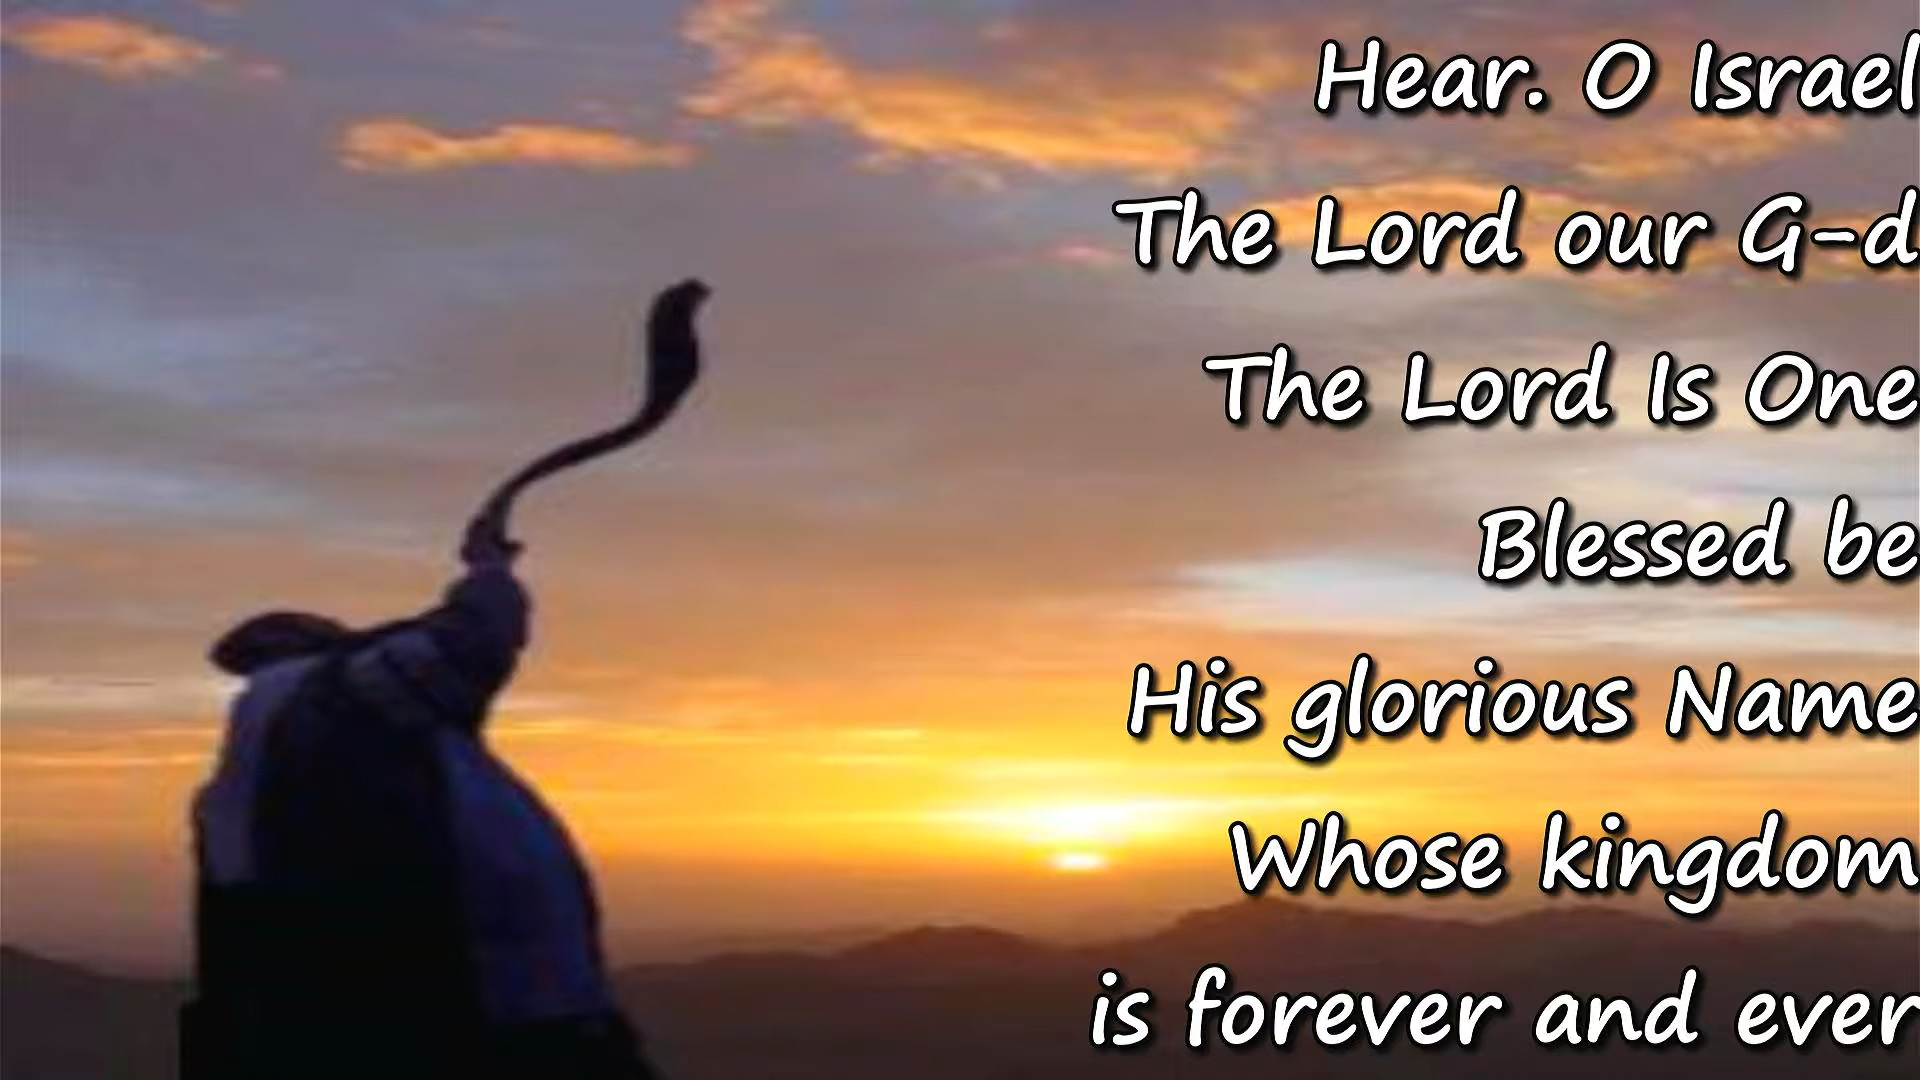 Hear. O Israel
The Lord our G-d
The Lord Is One
Blessed be
His glorious Name
Whose kingdom
is forever and ever